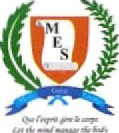 MES
Que l'esprit gère le corps
Let the mind manage the body